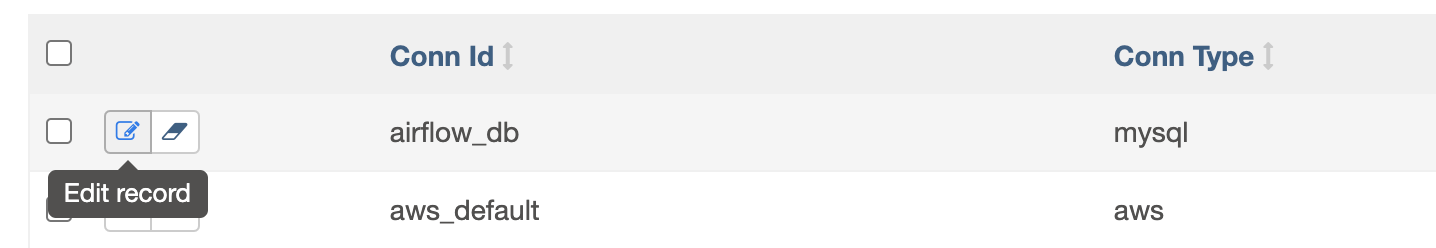 Conn Id Conn Type
airflow_db mysql
Edit record
aws_default aws